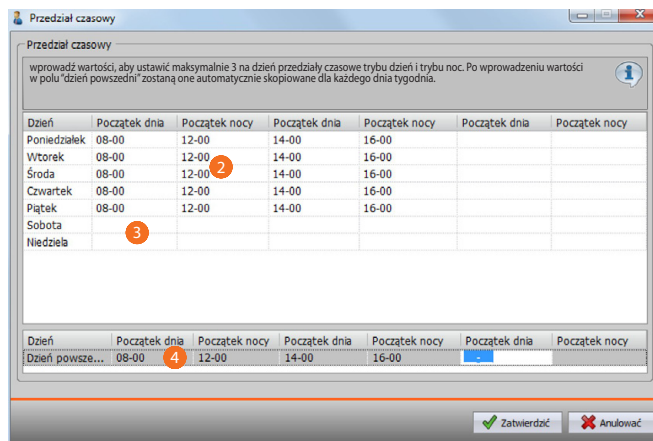 Przedział czasowy
Przedział czasowy
wprowadź wartości, aby ustawić maksymalnie 3 na dzień przedziały czasowe trybu dzień i trybu noc. Po wprowadzeniu wartości
w polu "dzień powszedni" zostaną one automatycznie skopiowane dla każdego dnia tygodnia.
Dzień Początek dnia Początek nocy Początek dnia Początek nocy Początek dnia Początek nocy
Poniedziałek 08-00 12-00 14-00 16-00
Wtorek 08-00 12-00 14-00 16-00
Środa 08-00 12-00 14-00 16-00
2
Czwartek 08-00 12-00 14-00 16-00
Piątek 08-00 12-00 14-00 16-00
Sobota
3
Niedziela
Dzień Początek dnia Początek nocy Początek dnia Początek nocy Początek dnia Początek nocy
Dzień powsze... 08-00 4 12-00 14-00 16-00 -
Zatwierdzić Anulować